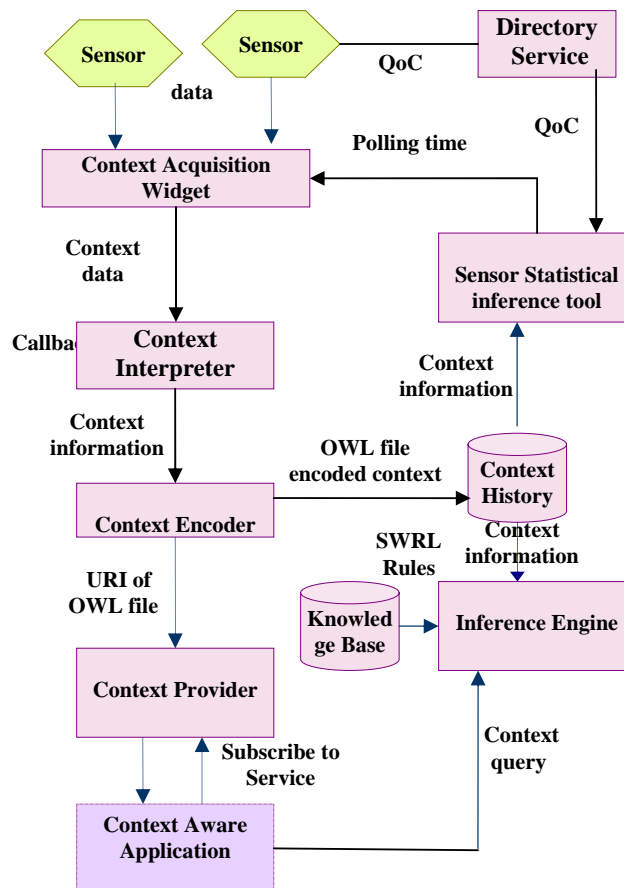 Sensor
Sensor
Directory
Service
QoC
data
QoC
Polling time
Context Acquisition
Widget
Context
data
Sensor Statistical
inference tool
Context
Interpreter
Context
information
Context
information
OWL file
encoded context
Context
History
Context Encoder
Context
information
SWRL
Rules
URI of
OWL file
Knowled
ge Base
Inference Engine
Context Provider
Subscribe to
Service
Context
query
Context Aware
Application